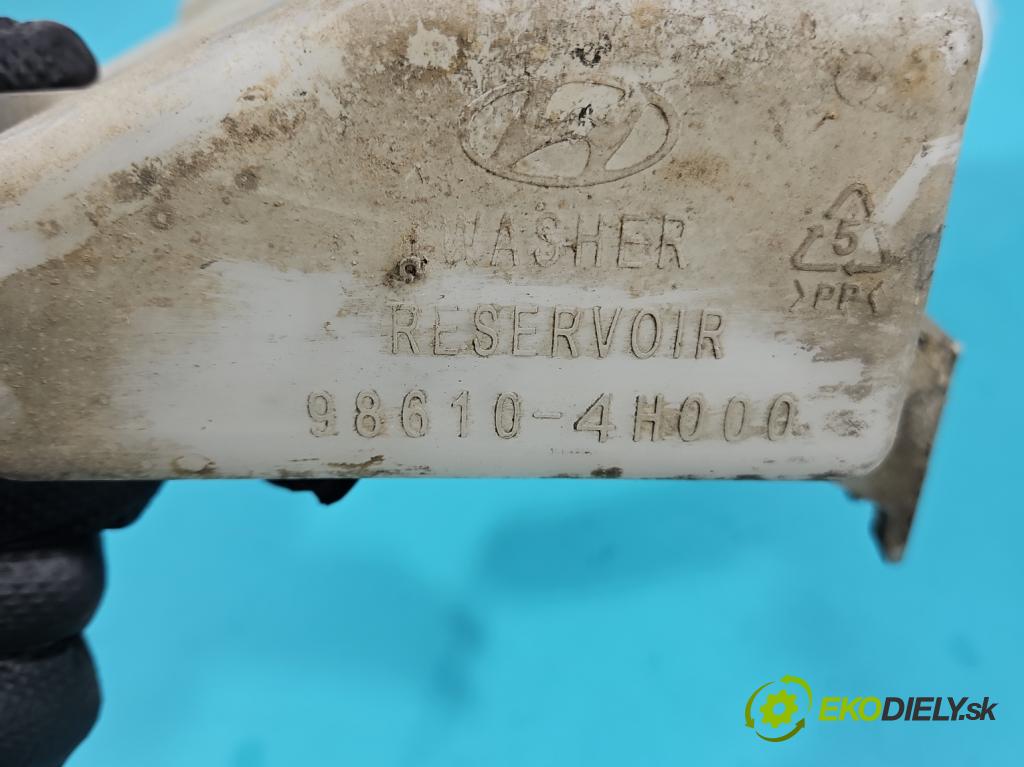 WASHER
RESERVOIR
98610-4H000
5
>PP<
EKODIELY.sk